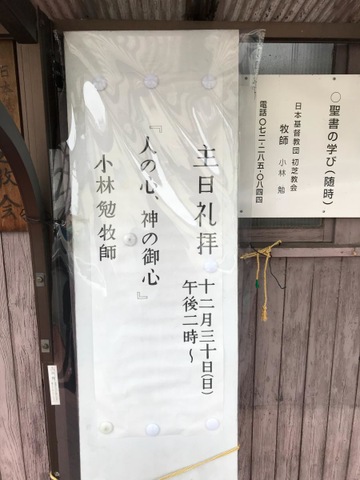 主日礼拝
十二月三十日(日)
午後二時～
『人の心、神の御心』
小林勉牧師
○聖書の学び(随時)
日本基督教団 初芝教会
牧師 小林 勉
電話〇七二-二八五-〇八四四